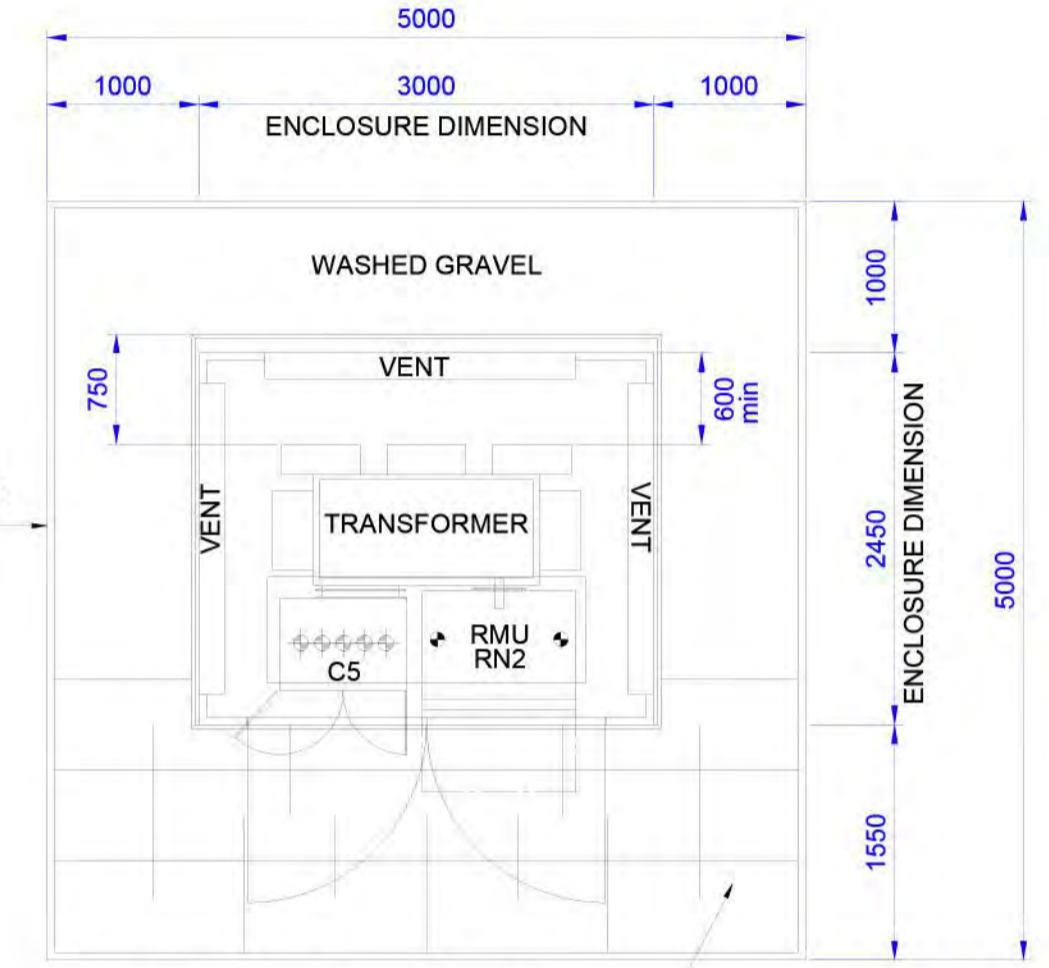 5000
1000 3000 1000
ENCLOSURE DIMENSION
WASHED GRAVEL
1000
VENT
750
600
min
VENT
TRANSFORMER
VENT
2450
ENCLOSURE DIMENSION
5000
RMU
RN2
C5
1550